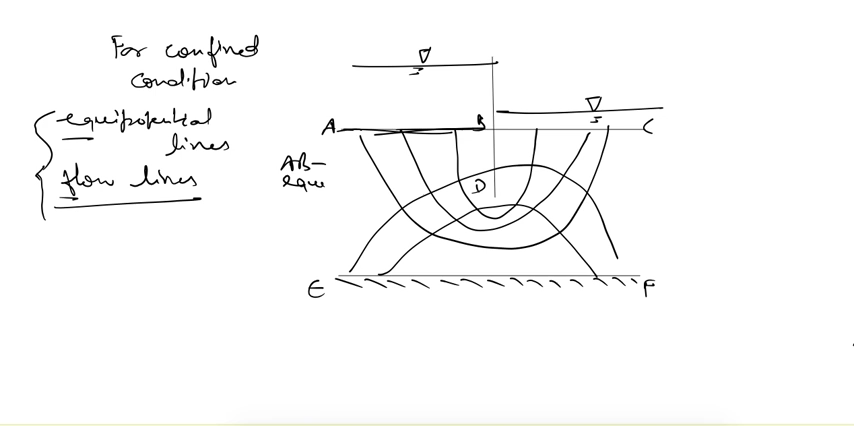 For confined
condition
equipotential
lines
flow lines
A
B
C
AB-
equi
D
E
F